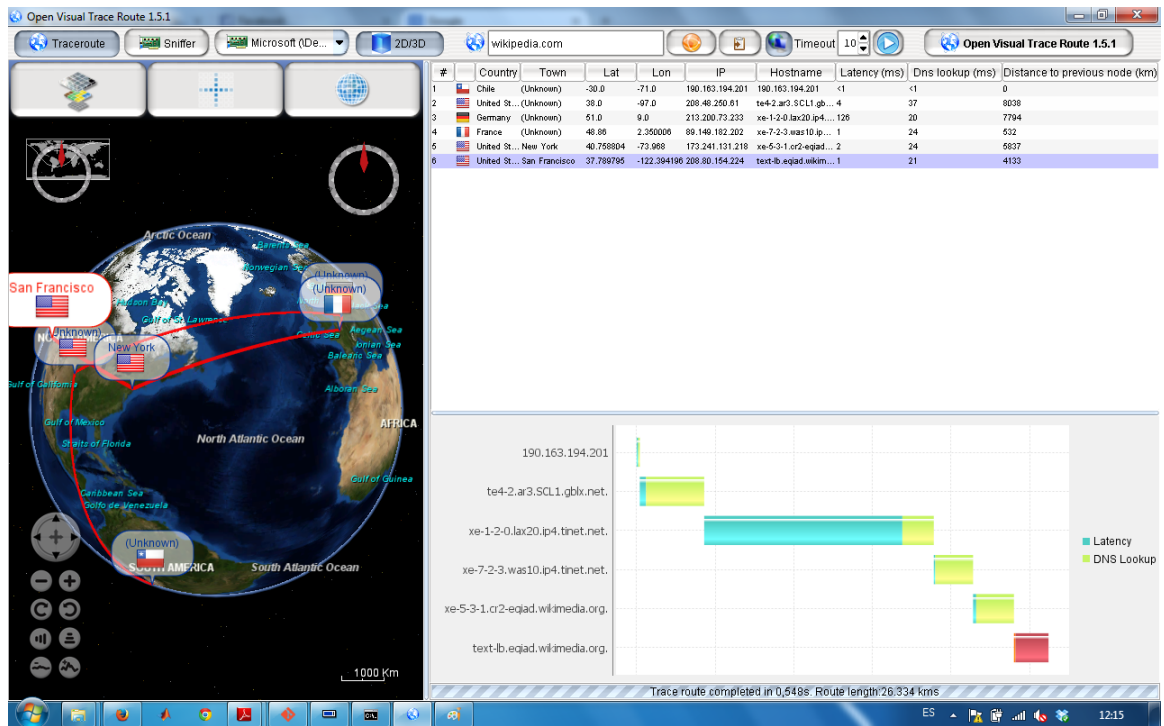 Open Visual Trace Route 1.5.1
Traceroute
Sniffer
Microsoft (\De...
2D/3D
wikipedia.com
Timeout 10
Open Visual Trace Route 1.5.1
# Country Town Lat Lon IP Hostname Latency (ms) Dns lookup (ms) Distance to previous node (km)
1 Chile (Unknown) -30.0 -71.0 190.163.194.201 190.163.194.201 <1 <1 0
2 United St... (Unknown) 38.0 -97.0 208.48.250.61 te4-2.ar3.SCL1.gb... 4 37 8038
3 Germany (Unknown) 51.0 9.0 213.200.73.233 xe-1-2-0.lax20.ip4.... 126 20 7794
4 France (Unknown) 48.86 2.350006 89.149.182.202 xe-7-2-3.was10.ip... 1 24 532
5 United St... New York 40.758804 -73.968 173.241.131.218 xe-5-3-1.cr2-eqiad... 2 24 5837
6 United St... San Francisco 37.789795 -122.394196 208.80.154.224 text-lb.eqiad.wikim... 1 21 4133
Arctic Ocean
Barents Sea
Norwegian Sea
(Unknown)
(Unknown)
San Francisco
Hudson Bay
Gulf of St. Lawrence
North
Sea
Celtic Sea
Aegean Sea
Ionian Sea
Balearic Sea
(Unknown)
New York
NORTH AMERICA
Gulf of California
Alboran Sea
AFRICA
Gulf of Mexico
Straits of Florida
North Atlantic Ocean
Gulf of Guinea
Caribbean Sea
Golfo de Venezuela
(Unknown)
SOUTH AMERICA
South Atlantic Ocean
1000 Km
190.163.194.201
te4-2.ar3.SCL1.gblx.net.
xe-1-2-0.lax20.ip4.tinet.net.
xe-7-2-3.was10.ip4.tinet.net.
xe-5-3-1.cr2-eqiad.wikimedia.org.
text-lb.eqiad.wikimedia.org.
Latency
DNS Lookup
Trace route completed in 0,548s. Route length:26.334 kms
ES
12:15